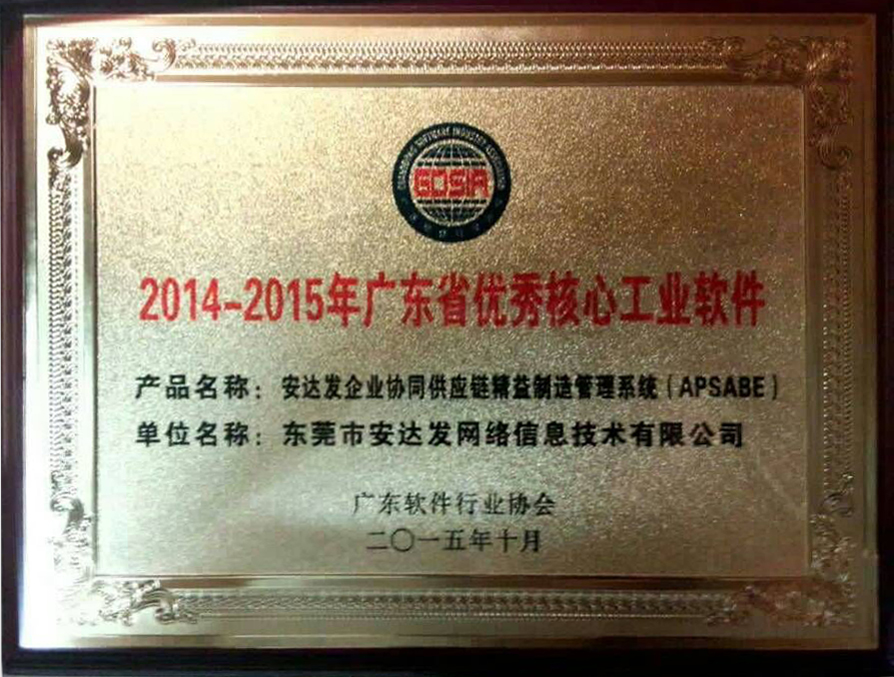 GUANGDONG SOFTWARE INDUSTRY ASSOCIATION
GDSIA
2014-2015年广东省优秀核心工业软件
产品名称：安达发企业协同供应链精益制造管理系统（APSABE）
单位名称：东莞市安达发网络信息技术有限公司
广东软件行业协会
二〇一五年十月